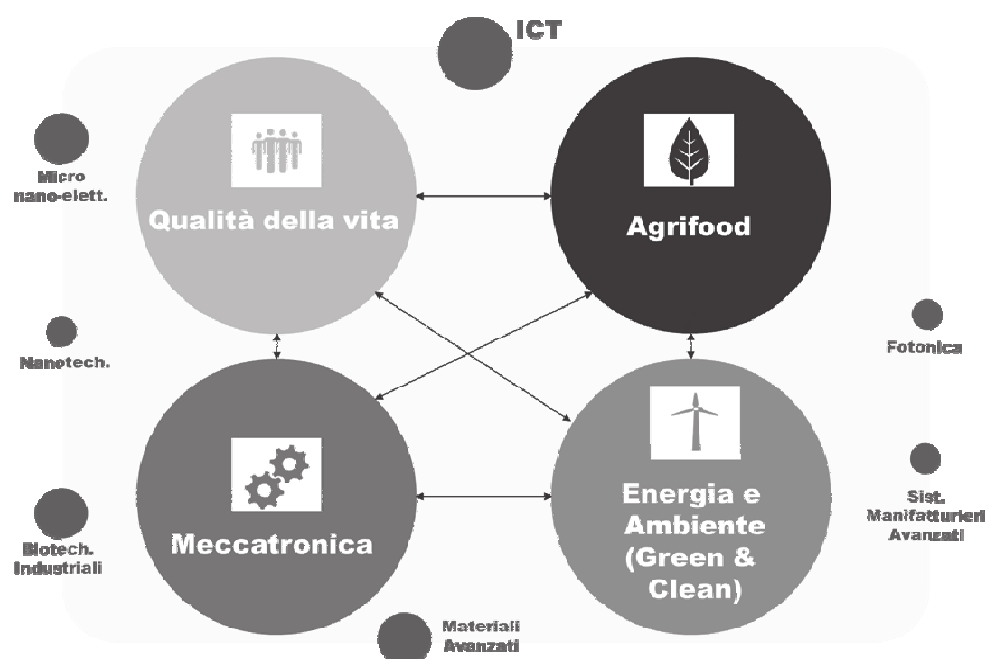 ICT
Micro
nano-elett.
Qualità della vita
Agrifood
Nanotech.
Fotonica
Meccatronica
Energia e
Ambiente
(Green &
Clean)
Sist.
Manifatturieri
Avanzati
Biotech.
Industriali
Materiali
Avanzati